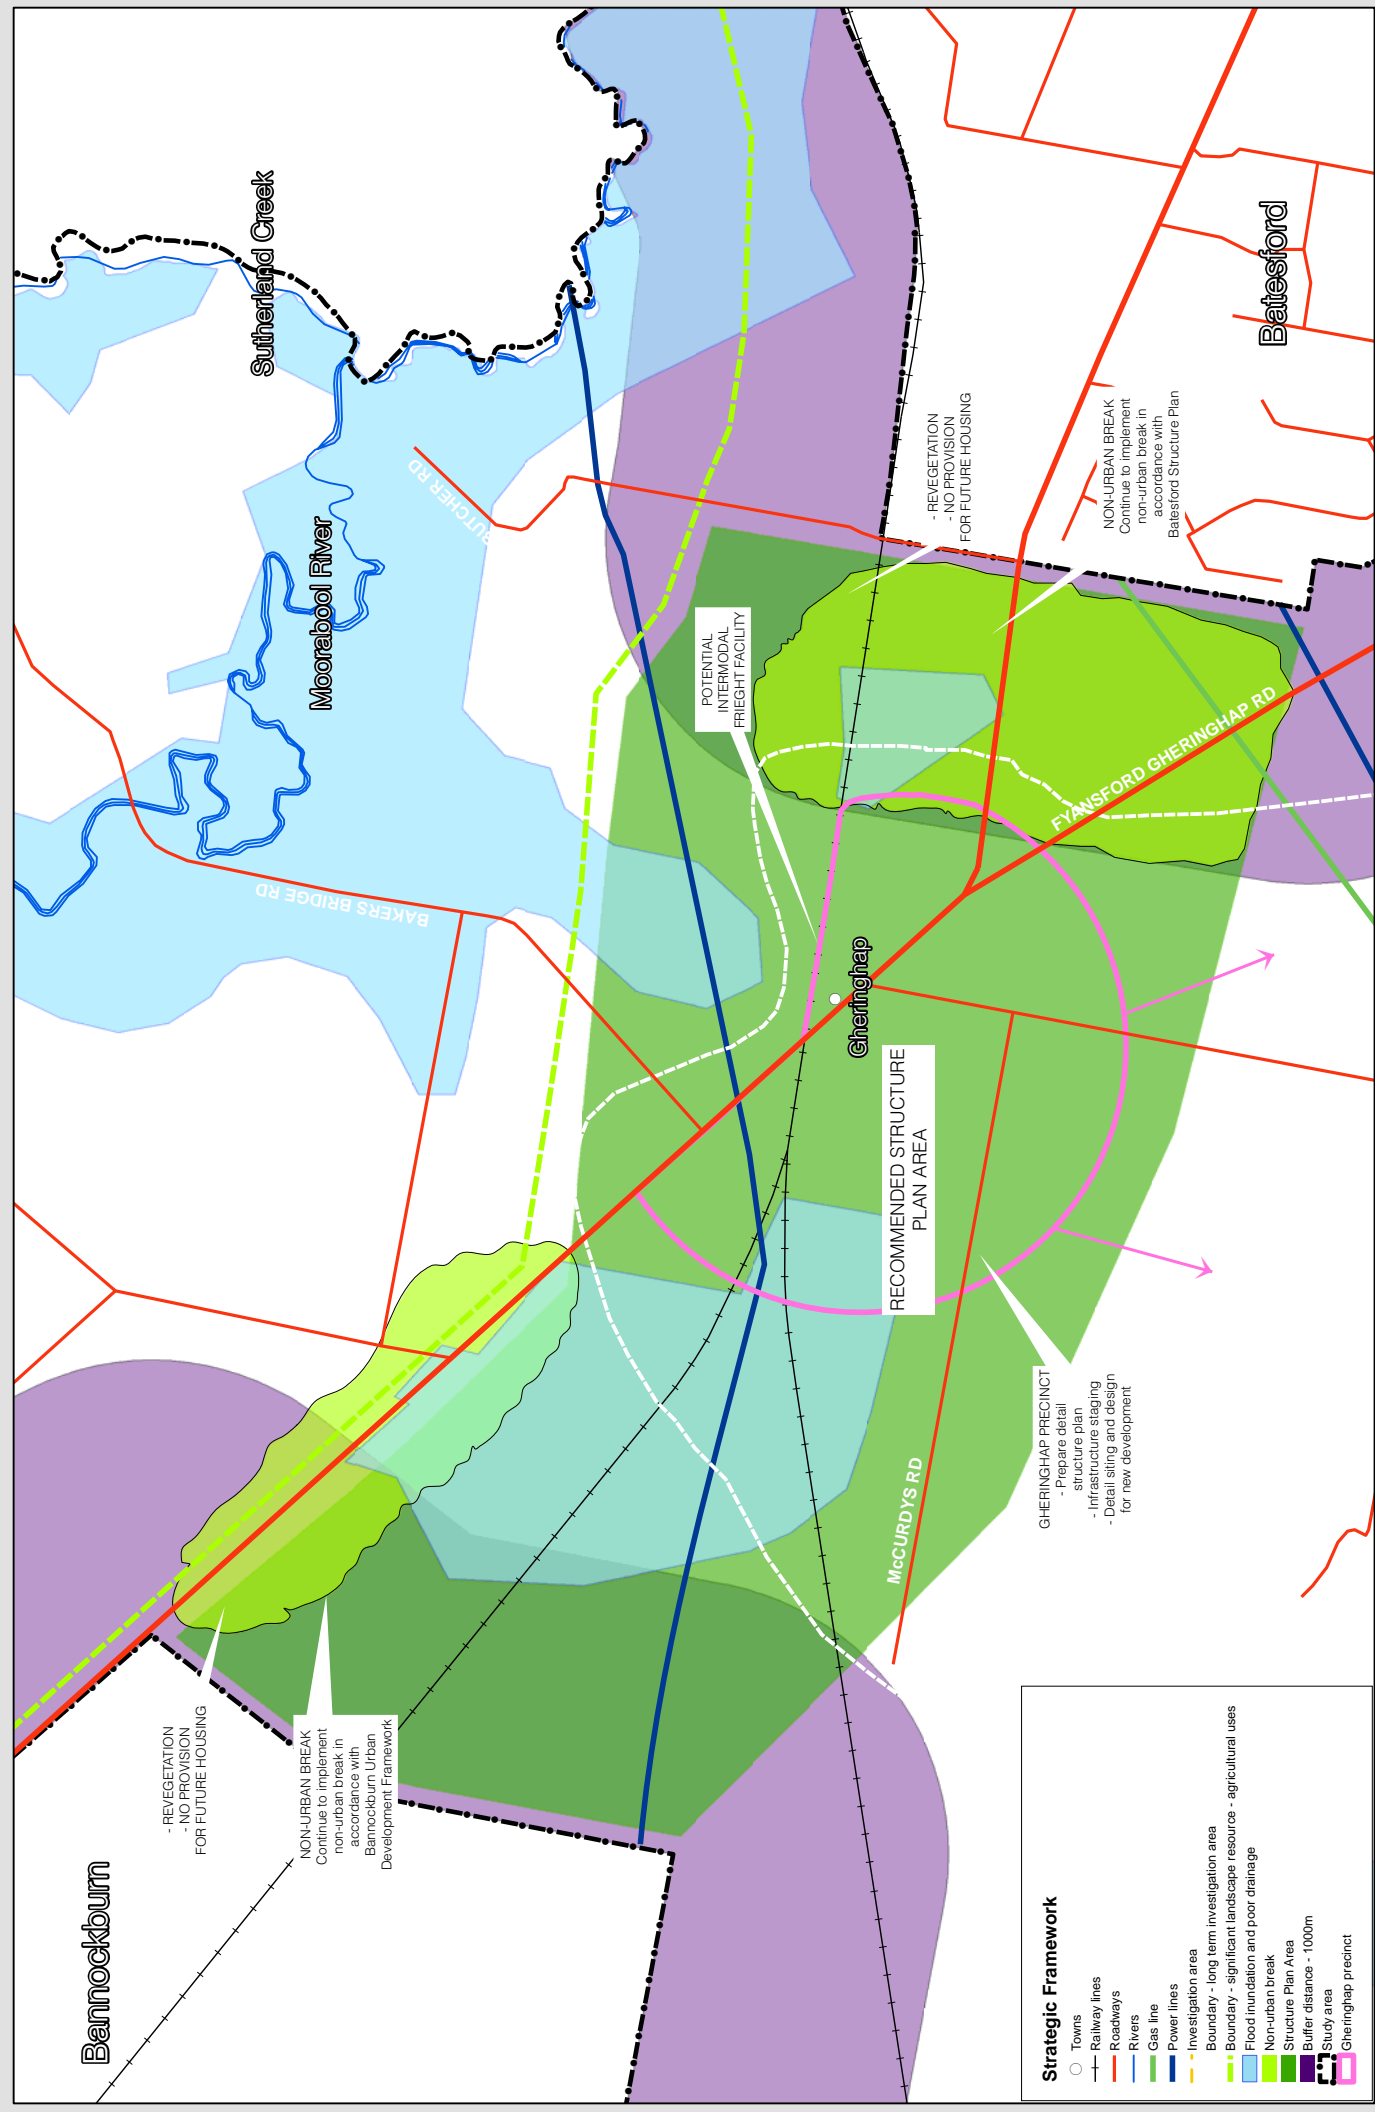 Bannockburn
Sutherland Creek
Moorabool River
Batesford
Gheringhap
BUTCHER RD
BAKERS BRIDGE RD
FYANSFORD GHERINGHAP RD
McCURDYS RD
- REVEGETATION
- NO PROVISION
FOR FUTURE HOUSING
NON-URBAN BREAK
Continue to implement
non-urban break in
accordance with
Bannockburn Urban
Development Framework
POTENTIAL
INTERMODAL
FRIEGHT FACILITY
- REVEGETATION
- NO PROVISION
FOR FUTURE HOUSING
NON-URBAN BREAK
Continue to implement
non-urban break in
accordance with
Batesford Structure Plan
RECOMMENDED STRUCTURE
PLAN AREA
GHERINGHAP PRECINCT
- Prepare detail
structure plan
- Infrastructure staging
- Detail siting and design
for new development
Strategic Framework
Towns
Railway lines
Roadways
Rivers
Gas line
Power lines
Investigation area
Boundary - long term investigation area
Boundary - significant landscape resource - agricultural uses
Flood inundation and poor drainage
Non-urban break
Structure Plan Area
Buffer distance - 1000m
Study area
Gheringhap precinct